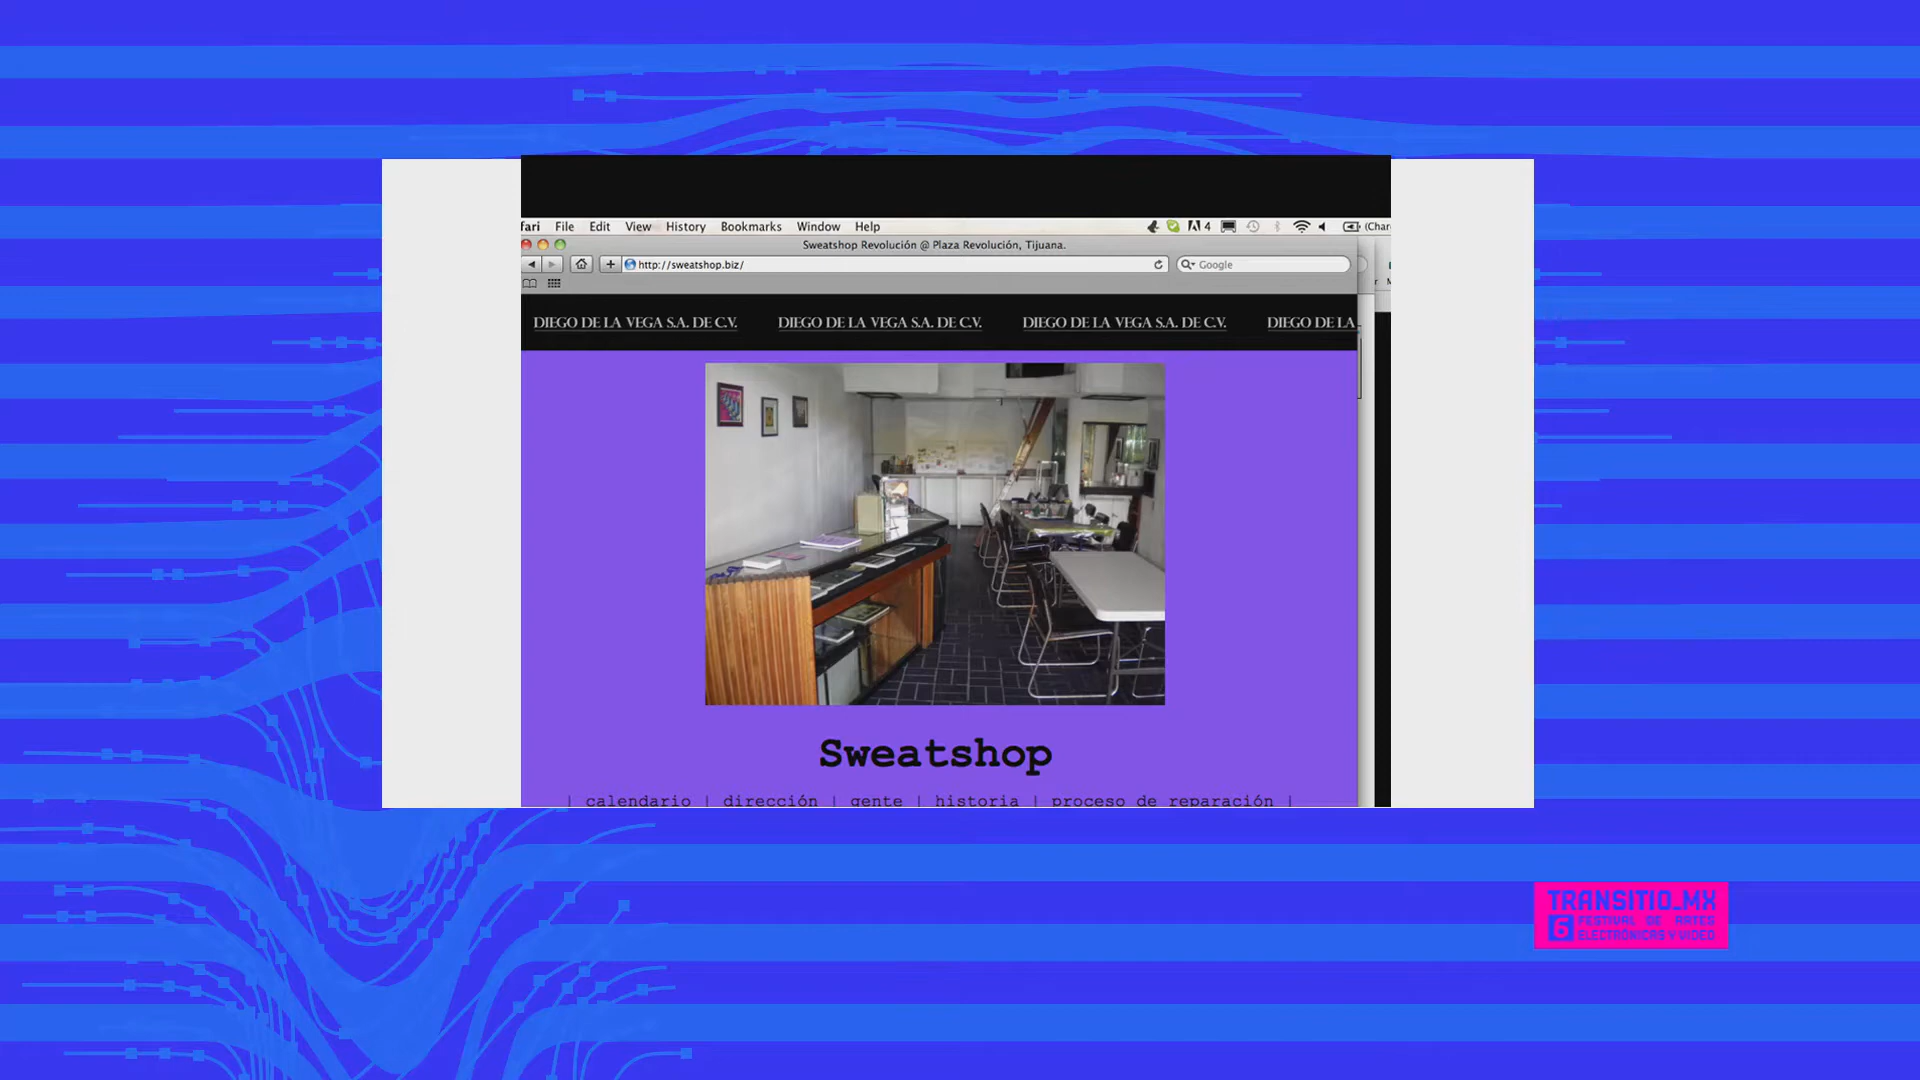 fari File Edit View History Bookmarks Window Help 4 (Char
Sweatshop Revolución @ Plaza Revolución, Tijuana.
http://sweatshop.biz/ Google
DIEGO DE LA VEGA S.A. DE C.V. DIEGO DE LA VEGA S.A. DE C.V. DIEGO DE LA VEGA S.A. DE C.V. DIEGO DE LA
Sweatshop
| calendario | dirección | gente | historia | proceso de reparación |
TRANSITIO_MX
6 FESTIVAL DE ARTES
ELECTRÓNICAS Y VIDEO